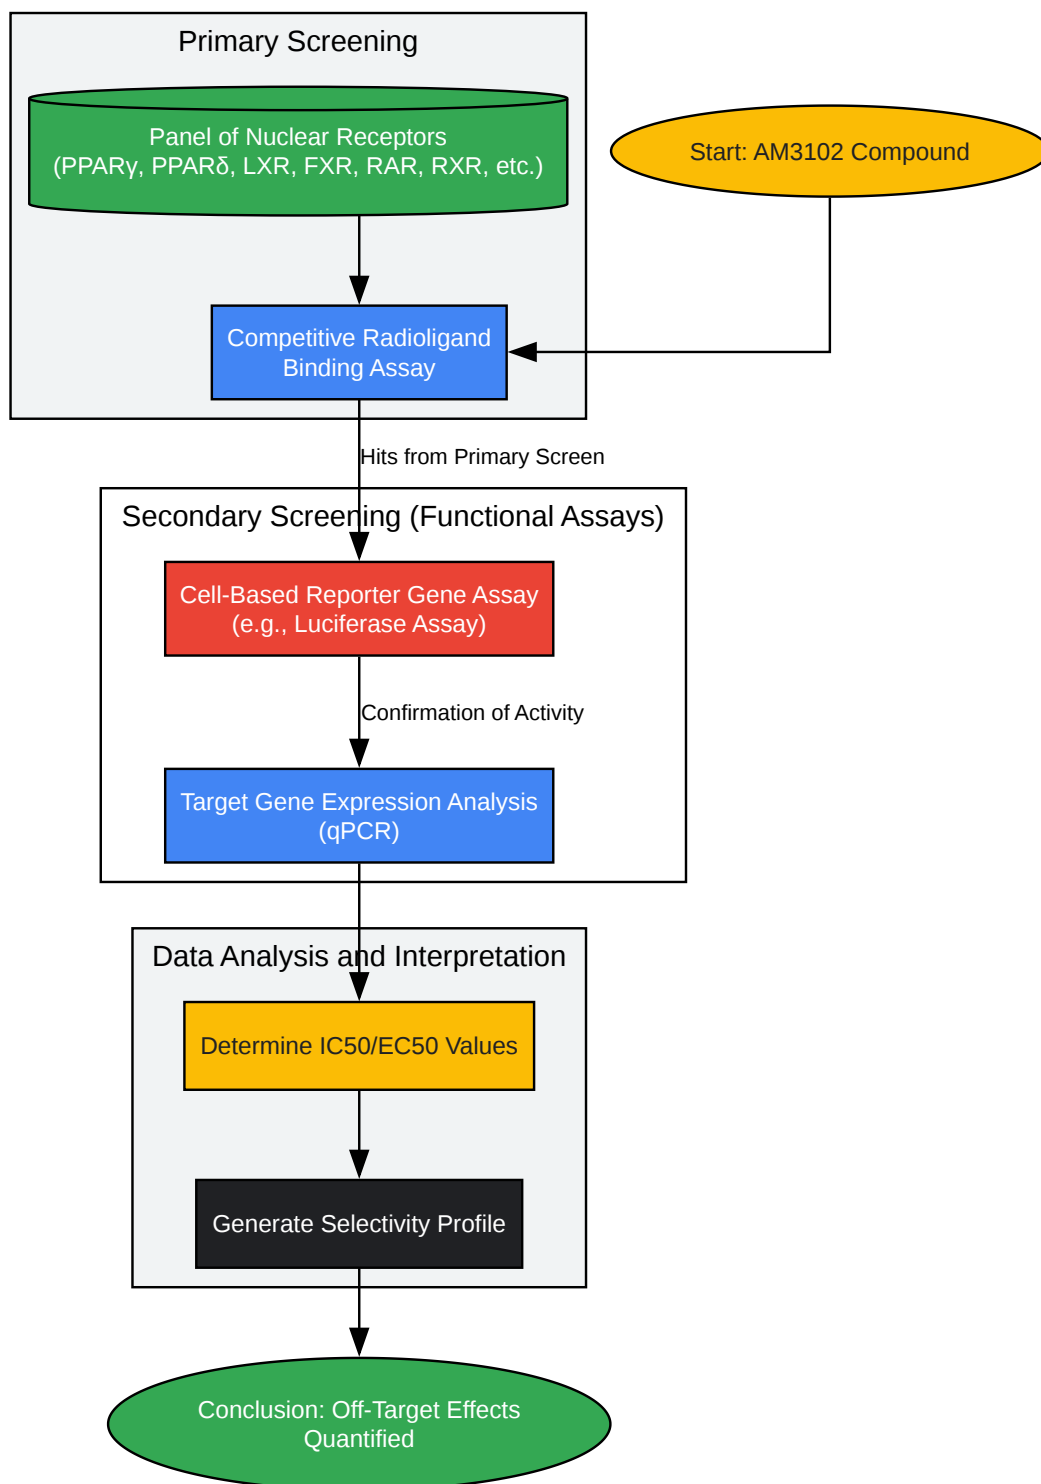 Primary Screening
Panel of Nuclear Receptors
(PPARγ, PPARδ, LXR, FXR, RAR, RXR, etc.)
Start: AM3102 Compound
Competitive Radioligand
Binding Assay
Hits from Primary Screen
Secondary Screening (Functional Assays)
Cell-Based Reporter Gene Assay
(e.g., Luciferase Assay)
Confirmation of Activity
Target Gene Expression Analysis
(qPCR)
Data Analysis and Interpretation
Determine IC50/EC50 Values
Generate Selectivity Profile
Conclusion: Off-Target Effects
Quantified